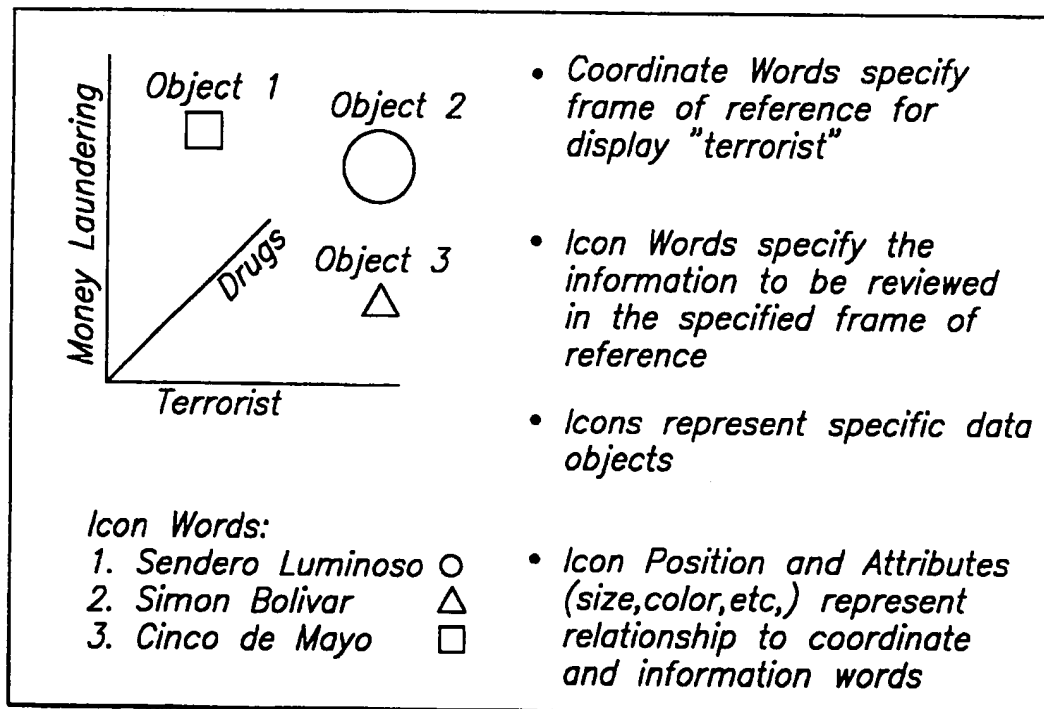 Money Laundering
Object 1
Object 2
Drugs
Object 3
Terrorist
Icon Words:
1. Sendero Luminoso
2. Simon Bolivar
3. Cinco de Mayo
• Coordinate Words specify
frame of reference for
display "terrorist"
• Icon Words specify the
information to be reviewed
in the specified frame of
reference
• Icons represent specific data
objects
• Icon Position and Attributes
(size,color,etc,) represent
relationship to coordinate
and information words